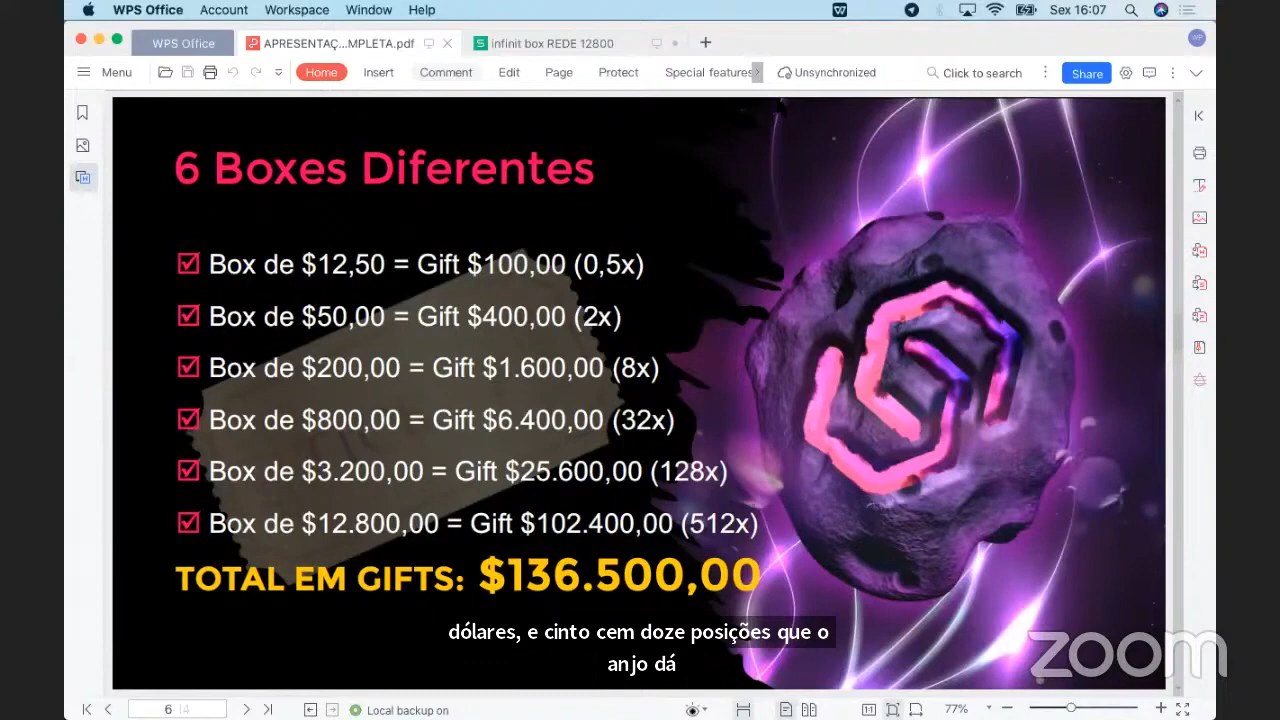 WPS Office Account Workspace Window Help Sex 16:07
WPS Office APRESENTAÇ...MPLETA.pdf infinit box REDE 12800 WP
Menu Home Insert Comment Edit Page Protect Special features Unsynchronized Click to search Share
6 Boxes Diferentes
Box de $12,50 = Gift $100,00 (0,5x)
Box de $50,00 = Gift $400,00 (2x)
Box de $200,00 = Gift $1.600,00 (8x)
Box de $800,00 = Gift $6.400,00 (32x)
Box de $3.200,00 = Gift $25.600,00 (128x)
Box de $12.800,00 = Gift $102.400,00 (512x)
TOTAL EM GIFTS: $136.500,00
dólares, e cinto cem doze posições que o
anjo dá
zoom
6 /4 Local backup on 77%